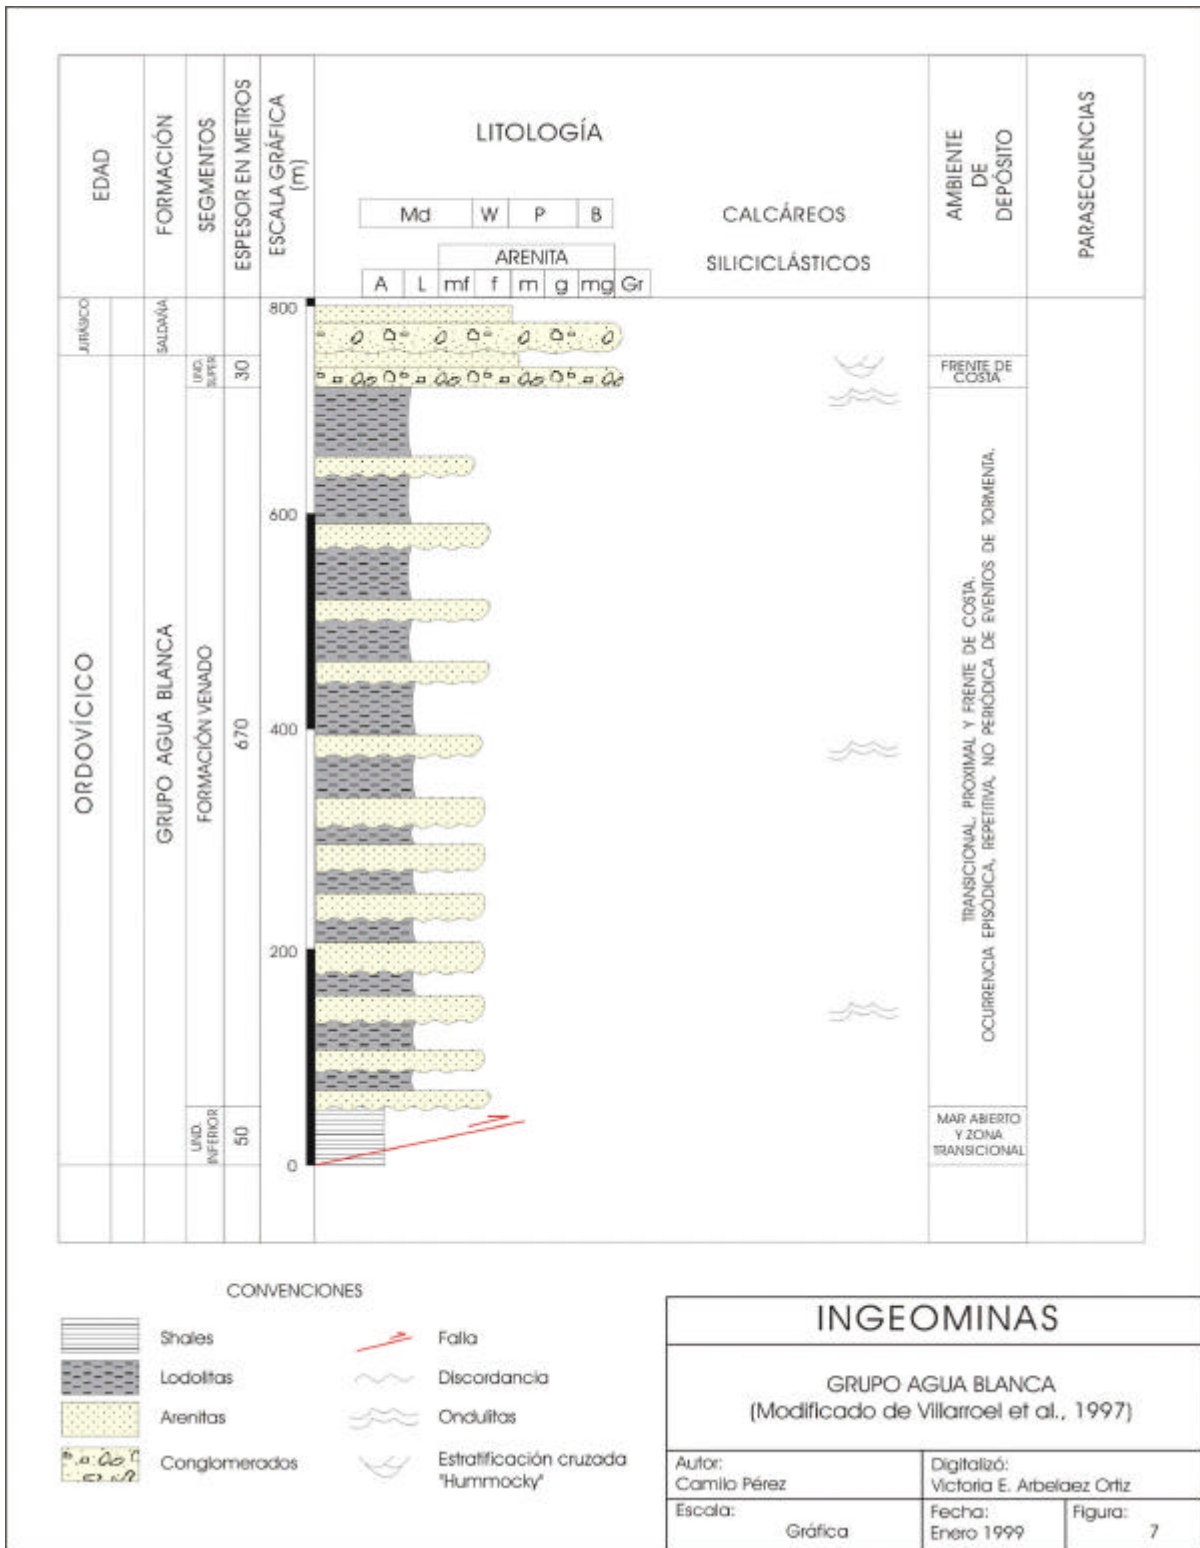 EDAD
FORMACIÓN
SEGMENTOS
ESPESOR EN METROS
ESCALA GRÁFICA
(m)
LITOLOGÍA
Md W P B
ARENITA
A L mf f m g mg Gr
CALCÁREOS
SILICICLÁSTICOS
AMBIENTE
DE
DEPÓSITO
PARASECUENCIAS
JURÁSICO
SALDAÑA
800
UND.
SUPER
30
FRENTE DE
COSTA
600
ORDOVÍCICO
GRUPO AGUA BLANCA
FORMACIÓN VENADO
670
400
TRANSICIONAL, PROXIMAL Y FRENTE DE COSTA.
OCURRENCIA EPISÓDICA, REPETITIVA, NO PERIÓDICA DE EVENTOS DE TORMENTA.
200
UND.
INFERIOR
50
MAR ABIERTO
Y ZONA
TRANSICIONAL
0
CONVENCIONES
Shales
Lodolitas
Arenitas
Conglomerados
Falla
Discordancia
Ondulitas
Estratificación cruzada
"Hummocky"
INGEOMINAS
GRUPO AGUA BLANCA
(Modificado de Villarroel et al., 1997)
Autor:
Camilo Pérez
Digitalizó:
Victoria E. Arbelaez Ortiz
Escala:
Gráfica
Fecha:
Enero 1999
Figura:
7